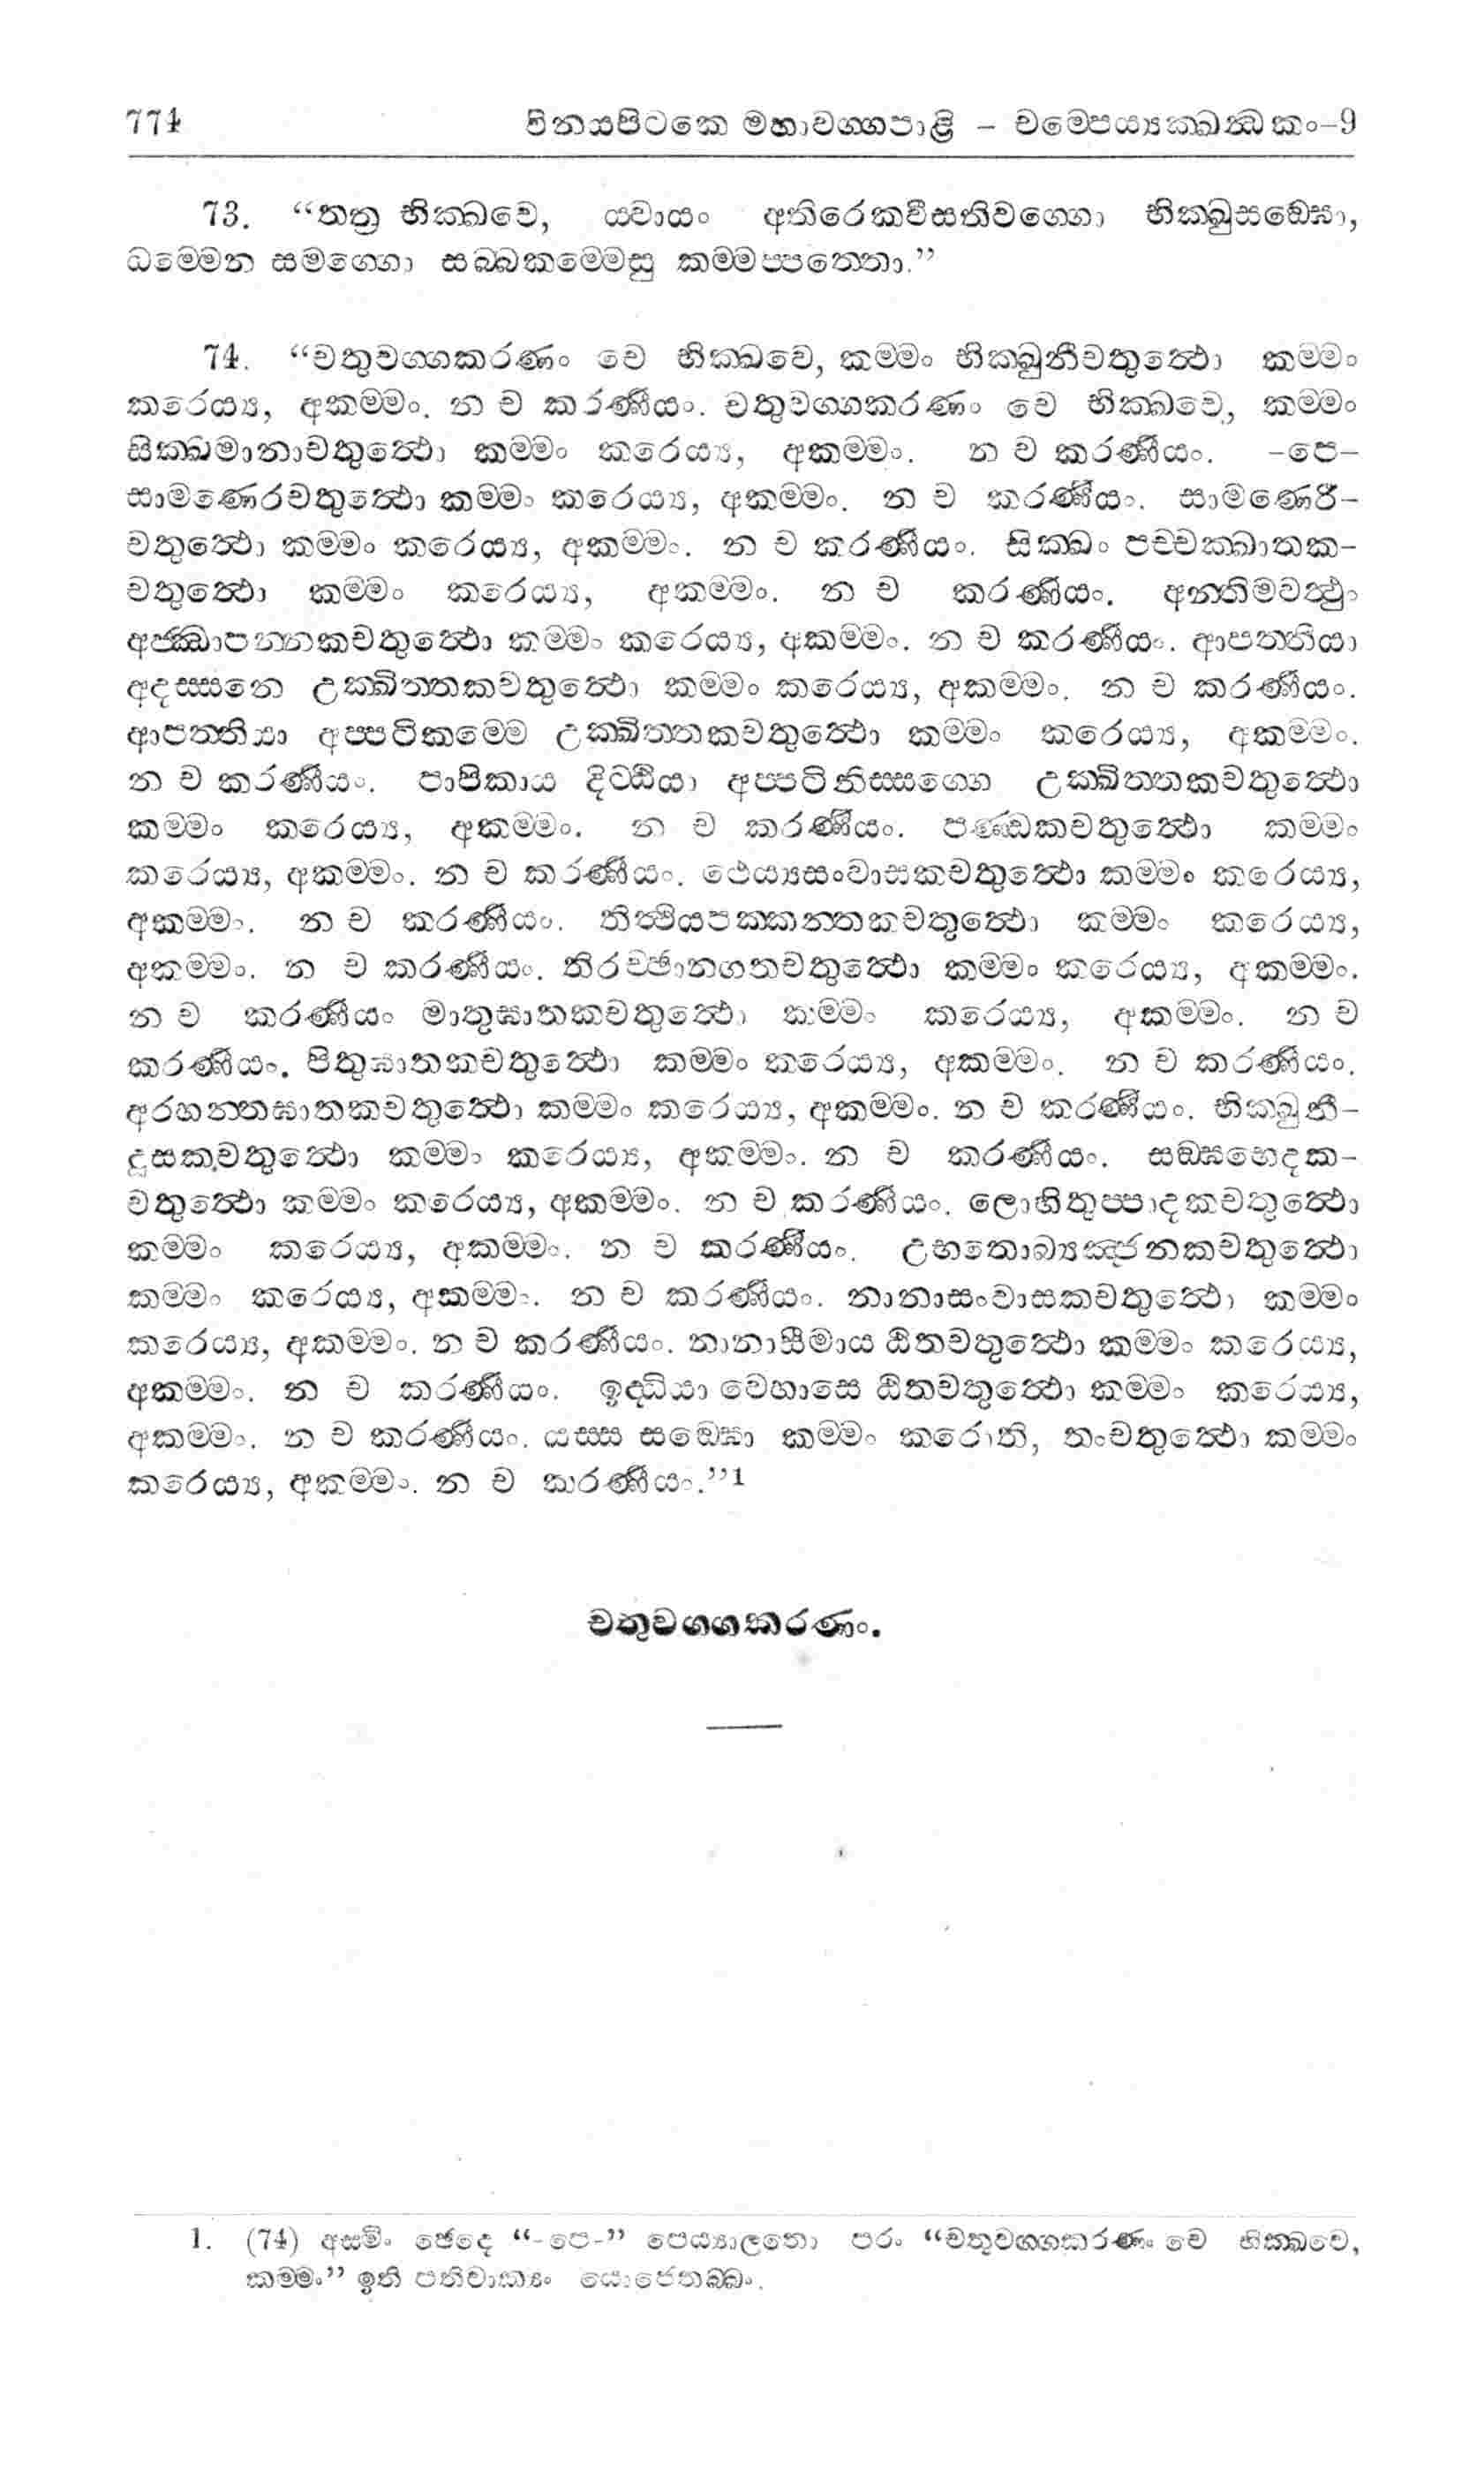 774 විනයපිටකෙ මහාවග්ගපාළි – චම්පෙය්‍යක්ඛන්ධකං–9
73. “තත්‍ර භික්ඛවෙ, ය්වායං අතිරෙකවීසතිවග්ගො භික්ඛුසඞ්ඝො,
ධම්මෙන සමග්ගො සබ්බකම්මෙසු කම්මප්පත්තො.”
74. “චතුවග්ගකරණං චෙ භික්ඛවෙ, කම්මං භික්ඛුනීචතුත්ථො කම්මං
කරෙය්‍ය, අකම්මං. න ච කරණීයං. චතුවග්ගකරණං චෙ භික්ඛවෙ, කම්මං
සික්ඛමානාචතුත්ථො කම්මං කරෙය්‍ය, අකම්මං. න ච කරණීයං. –පෙ–
සාමණෙරචතුත්ථො කම්මං කරෙය්‍ය, අකම්මං. න ච කරණීයං. සාමණෙරී–
චතුත්ථො කම්මං කරෙය්‍ය, අකම්මං. න ච කරණීයං. සික්ඛං පච්චක්ඛාතක–
චතුත්ථො කම්මං කරෙය්‍ය, අකම්මං. න ච කරණීයං. අන්තිමවත්ථුං
අජ්ඣාපන්නකචතුත්ථො කම්මං කරෙය්‍ය, අකම්මං. න ච කරණීයං. ආපත්තියා
අදස්සනෙ උක්ඛිත්තකචතුත්ථො කම්මං කරෙය්‍ය, අකම්මං. න ච කරණීයං.
ආපත්තියා අප්පටිකම්මෙ උක්ඛිත්තකචතුත්ථො කම්මං කරෙය්‍ය, අකම්මං.
න ච කරණීයං. පාපිකාය දිට්ඨියා අප්පටිනිස්සග්ගෙ උක්ඛිත්තකචතුත්ථො
කම්මං කරෙය්‍ය, අකම්මං. න ච කරණීයං. පණ්ඩකචතුත්ථො කම්මං
කරෙය්‍ය, අකම්මං. න ච කරණීයං. ථෙය්‍යසංවාසකචතුත්ථො කම්මං කරෙය්‍ය,
අකම්මං. න ච කරණීයං. තිත්ථියපක්කන්තකචතුත්ථො කම්මං කරෙය්‍ය,
අකම්මං. න ච කරණීයං. තිරච්ඡානගතචතුත්ථො කම්මං කරෙය්‍ය, අකම්මං.
න ච කරණීයං මාතුඝාතකචතුත්ථො කම්මං කරෙය්‍ය, අකම්මං. න ච
කරණීයං. පිතුඝාතකචතුත්ථො කම්මං කරෙය්‍ය, අකම්මං. න ච කරණීයං.
අරහන්තඝාතකචතුත්ථො කම්මං කරෙය්‍ය, අකම්මං. න ච කරණීයං. භික්ඛුනී–
දූසකචතුත්ථො කම්මං කරෙය්‍ය, අකම්මං. න ච කරණීයං. සඞ්ඝභෙදක–
චතුත්ථො කම්මං කරෙය්‍ය, අකම්මං. න ච කරණීයං. ලොහිතුප්පාදකචතුත්ථො
කම්මං කරෙය්‍ය, අකම්මං. න ච කරණීයං. උභතොබ්‍යඤ්ජනකචතුත්ථො
කම්මං කරෙය්‍ය, අකම්මං. න ච කරණීයං. නානාසංවාසකචතුත්ථො කම්මං
කරෙය්‍ය, අකම්මං. න ච කරණීයං. නානාසීමාය ඨිතචතුත්ථො කම්මං කරෙය්‍ය,
අකම්මං. න ච කරණීයං. ඉද්ධියා වෙහාසෙ ඨිතචතුත්ථො කම්මං කරෙය්‍ය,
අකම්මං. න ච කරණීයං. යස්ස සඞ්ඝො කම්මං කරොති, තංචතුත්ථො කම්මං
කරෙය්‍ය, අකම්මං. න ච කරණීයං.”1
චතුවග්ගකරණං.
1. (74) අස්මිං ඡෙදෙ “-පෙ-” පෙය්‍යාලතො පරං “චතුවග්ගකරණං චෙ භික්ඛවෙ,
කම්මං” ඉති පතිවාක්‍යං යොජෙතබ්බං.